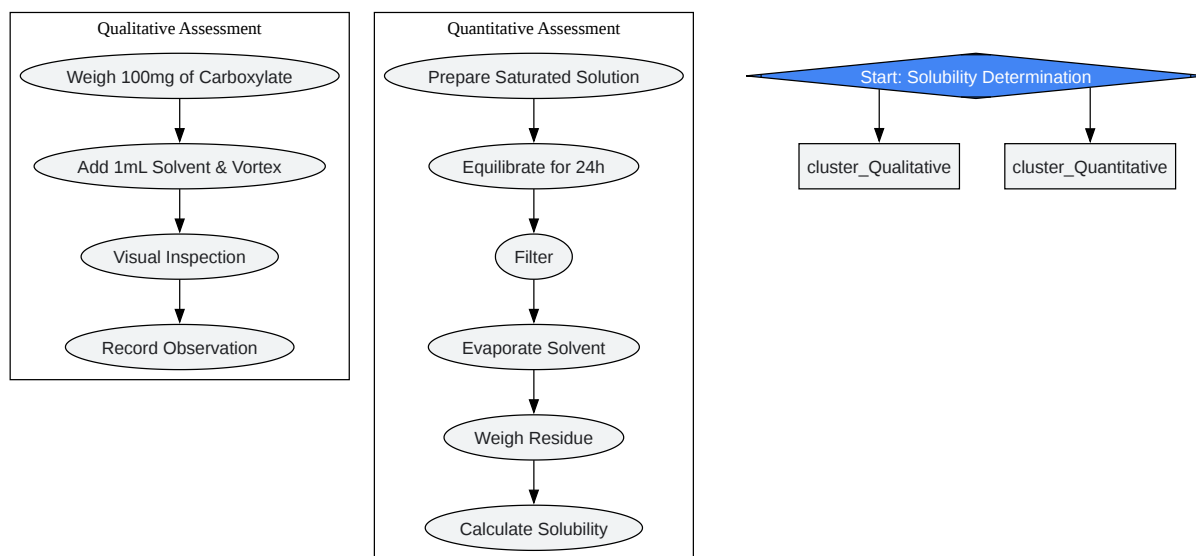 Qualitative Assessment
Weigh 100mg of Carboxylate
Add 1mL Solvent & Vortex
Visual Inspection
Record Observation
Quantitative Assessment
Prepare Saturated Solution
Equilibrate for 24h
Filter
Evaporate Solvent
Weigh Residue
Calculate Solubility
Start: Solubility Determination
cluster_Qualitative
cluster_Quantitative